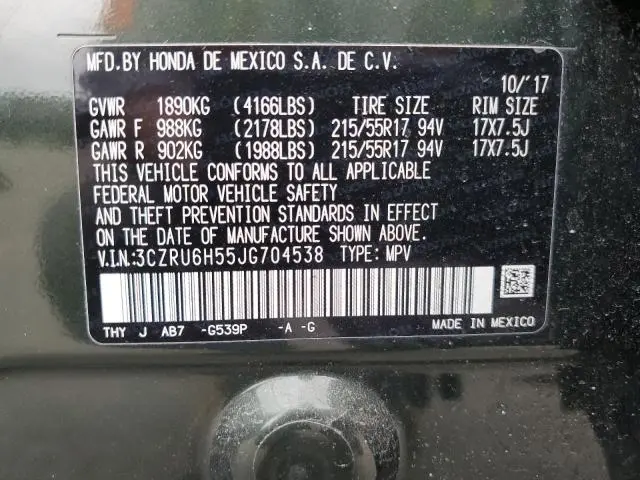 MFD. BY HONDA DE MEXICO S.A. DE C.V.
10/'17
GVWR 1890KG (4166LBS) TIRE SIZE RIM SIZE
GAWR F 988KG (2178LBS) 215/55R17 94V 17X7.5J
GAWR R 902KG (1988LBS) 215/55R17 94V 17X7.5J
THIS VEHICLE CONFORMS TO ALL APPLICABLE
FEDERAL MOTOR VEHICLE SAFETY
AND THEFT PREVENTION STANDARDS IN EFFECT
ON THE DATE OF MANUFACTURE SHOWN ABOVE.
V.I.N.:3CZRU6H55JG704538 TYPE: MPV
THY J AB7 -G539P -A -G MADE IN MEXICO